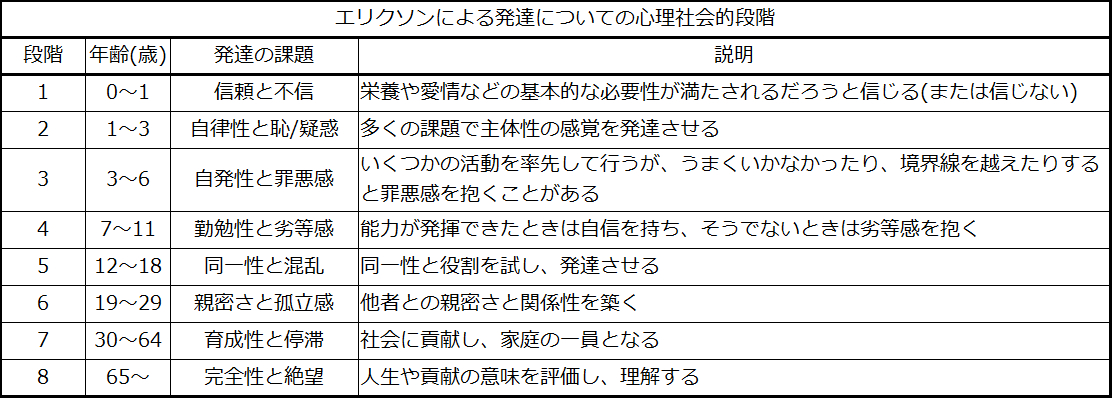 エリクソンによる発達についての心理社会的段階
段階 年齢(歳) 発達の課題 説明
1 0～1 信頼と不信 栄養や愛情などの基本的な必要性が満たされるだろうと信じる(または信じない)
2 1～3 自律性と恥/疑惑 多くの課題で主体性の感覚を発達させる
3 3～6 自発性と罪悪感 いくつかの活動を率先して行うが、うまくいかなかったり、境界線を越えたりする
と罪悪感を抱くことがある
4 7～11 勤勉性と劣等感 能力が発揮できたときは自信を持ち、そうでないときは劣等感を抱く
5 12～18 同一性と混乱 同一性と役割を試し、発達させる
6 19～29 親密さと孤立感 他者との親密さと関係性を築く
7 30～64 育成性と停滞 社会に貢献し、家庭の一員となる
8 65～ 完全性と絶望 人生や貢献の意味を評価し、理解する